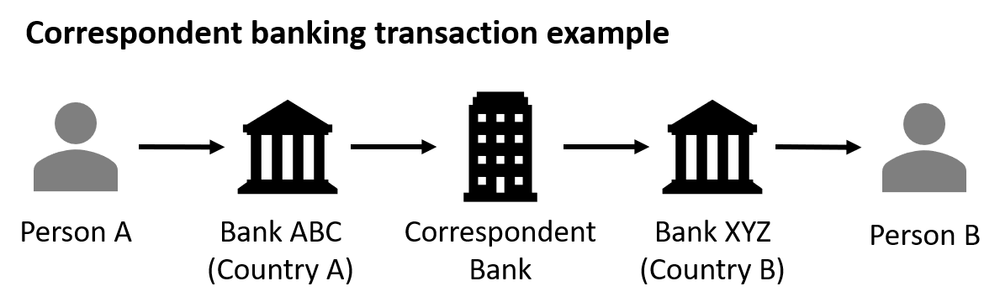 Correspondent banking transaction example
Person A
Bank ABC
(Country A)
Correspondent
Bank
Bank XYZ
(Country B)
Person B